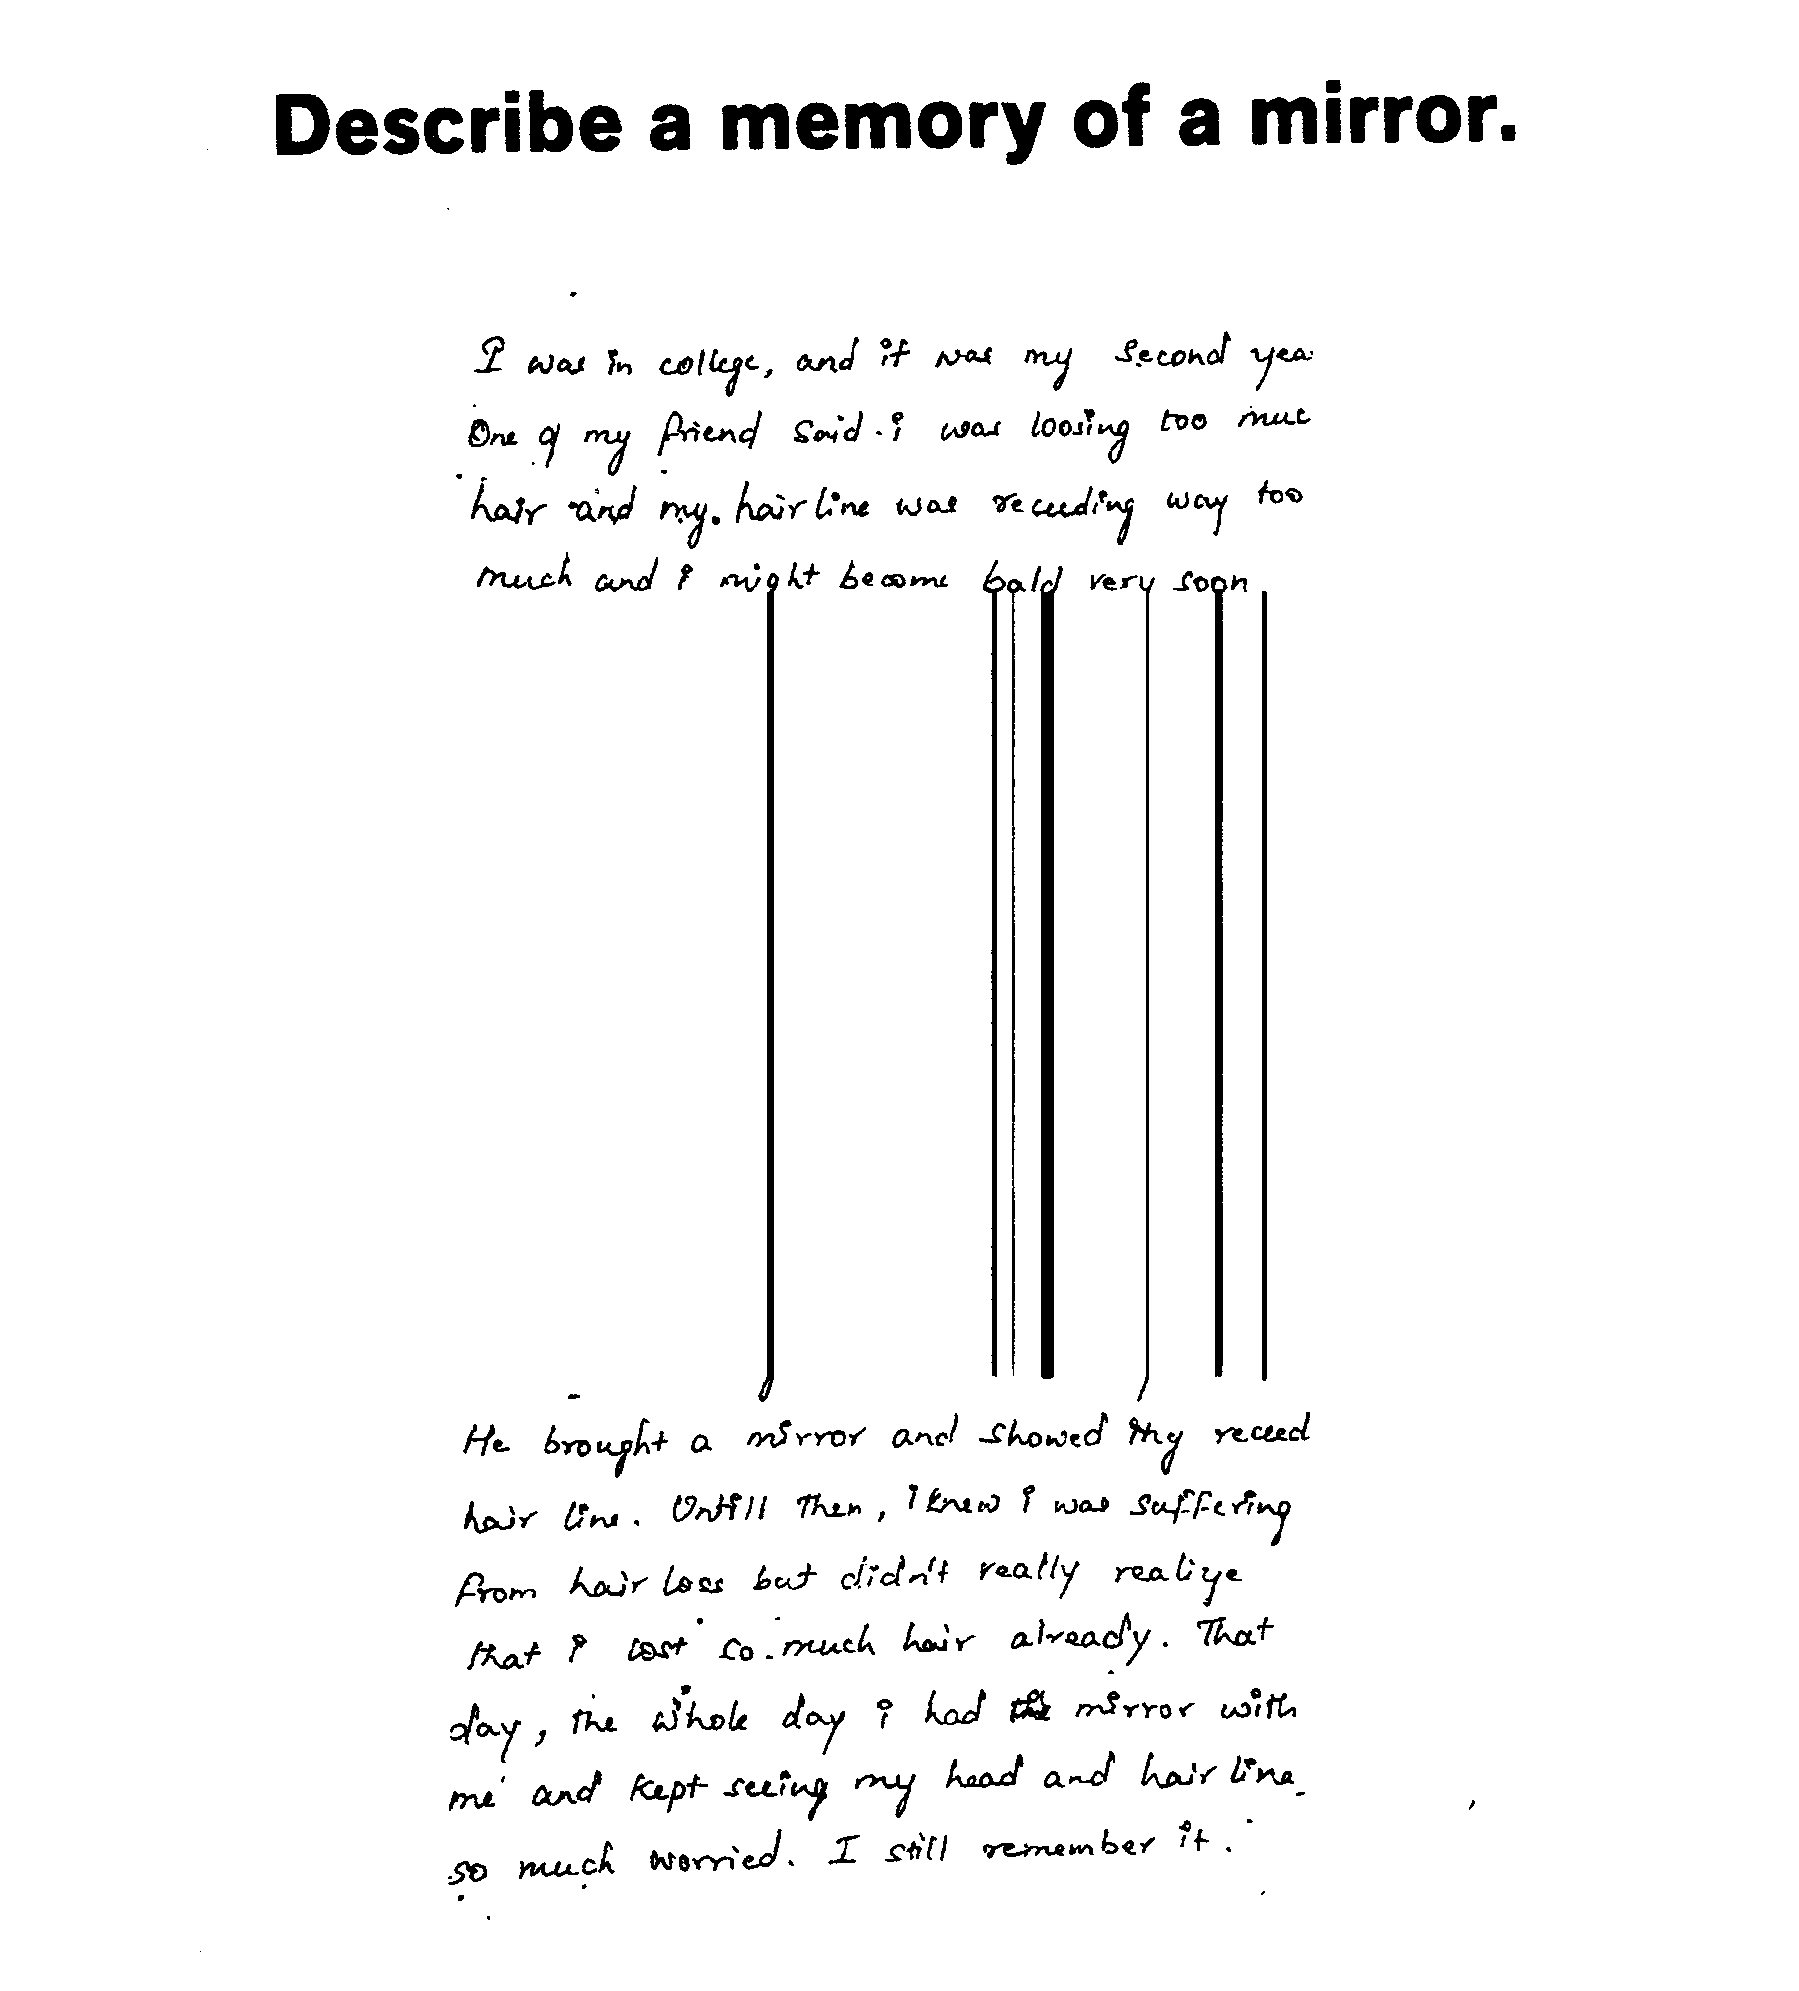 Describe a memory of a mirror.
I was in college, and it was my second yea
One of my friend said i was loosing too muc
hair and my hair line was receeding way too
much and i might become bald very soon.
He brought a mirror and showed my receed
hair line. Untill then, i knew i was suffering
from hair loss but didn't really realize
that i lost so much hair already. That
day, the whole day i had the mirror with
me and kept seeing my head and hair line
so much worried. I still remember it.